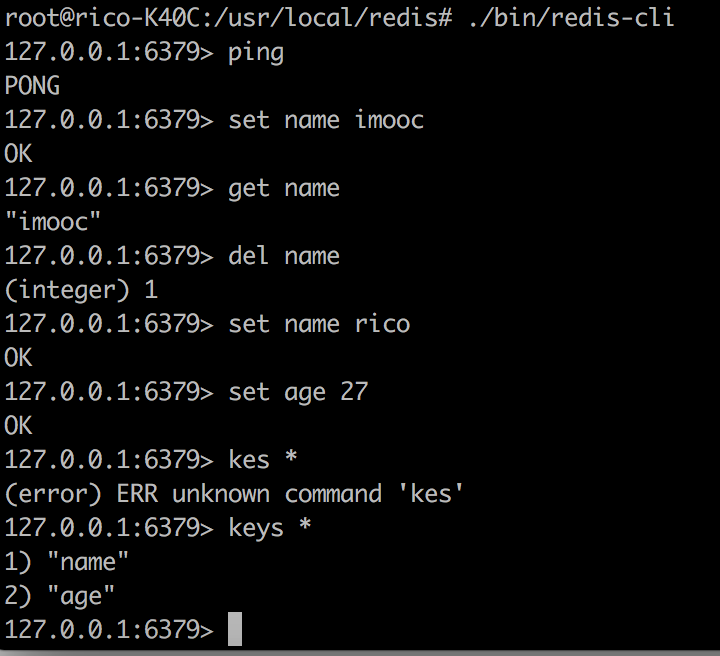 root@rico-K40C:/usr/local/redis# ./bin/redis-cli
127.0.0.1:6379> ping
PONG
127.0.0.1:6379> set name imooc
OK
127.0.0.1:6379> get name
"imooc"
127.0.0.1:6379> del name
(integer) 1
127.0.0.1:6379> set name rico
OK
127.0.0.1:6379> set age 27
OK
127.0.0.1:6379> kes *
(error) ERR unknown command 'kes'
127.0.0.1:6379> keys *
1) "name"
2) "age"
127.0.0.1:6379>